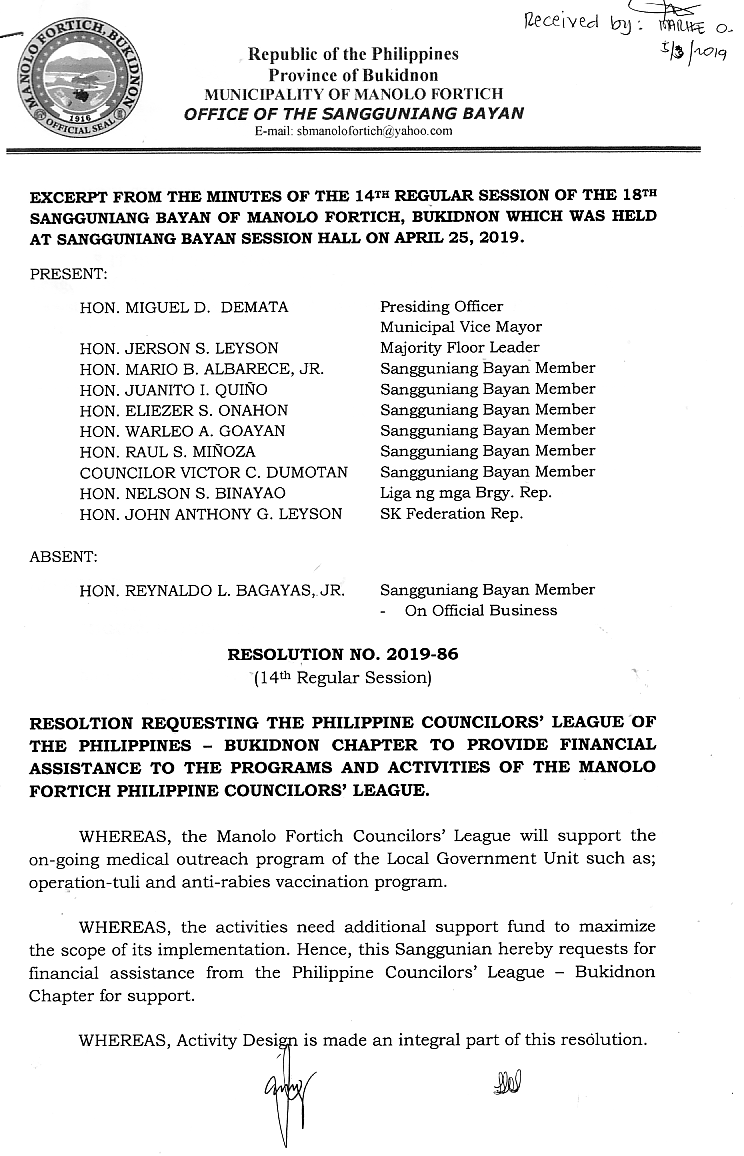 Received by: MARIFE O.
5/3/2019
MANOLO FORTICH, BUKIDNON
1916
OFFICIAL SEAL
Republic of the Philippines
Province of Bukidnon
MUNICIPALITY OF MANOLO FORTICH
OFFICE OF THE SANGGUNIANG BAYAN
E-mail: sbmanolofortich@yahoo.com
EXCERPT FROM THE MINUTES OF THE 14TH REGULAR SESSION OF THE 18TH
SANGGUNIANG BAYAN OF MANOLO FORTICH, BUKIDNON WHICH WAS HELD
AT SANGGUNIANG BAYAN SESSION HALL ON APRIL 25, 2019.
PRESENT:
HON. MIGUEL D. DEMATA Presiding Officer
Municipal Vice Mayor
HON. JERSON S. LEYSON Majority Floor Leader
HON. MARIO B. ALBARECE, JR. Sangguniang Bayan Member
HON. JUANITO I. QUIÑO Sangguniang Bayan Member
HON. ELIEZER S. ONAHON Sangguniang Bayan Member
HON. WARLEO A. GOAYAN Sangguniang Bayan Member
HON. RAUL S. MIÑOZA Sangguniang Bayan Member
COUNCILOR VICTOR C. DUMOTAN Sangguniang Bayan Member
HON. NELSON S. BINAYAO Liga ng mga Brgy. Rep.
HON. JOHN ANTHONY G. LEYSON SK Federation Rep.
ABSENT:
HON. REYNALDO L. BAGAYAS, JR. Sangguniang Bayan Member
- On Official Business
RESOLUTION NO. 2019-86
(14th Regular Session)
RESOLTION REQUESTING THE PHILIPPINE COUNCILORS' LEAGUE OF
THE PHILIPPINES – BUKIDNON CHAPTER TO PROVIDE FINANCIAL
ASSISTANCE TO THE PROGRAMS AND ACTIVITIES OF THE MANOLO
FORTICH PHILIPPINE COUNCILORS' LEAGUE.
WHEREAS, the Manolo Fortich Councilors' League will support the
on-going medical outreach program of the Local Government Unit such as;
operation-tuli and anti-rabies vaccination program.
WHEREAS, the activities need additional support fund to maximize
the scope of its implementation. Hence, this Sanggunian hereby requests for
financial assistance from the Philippine Councilors' League – Bukidnon
Chapter for support.
WHEREAS, Activity Design is made an integral part of this resolution.